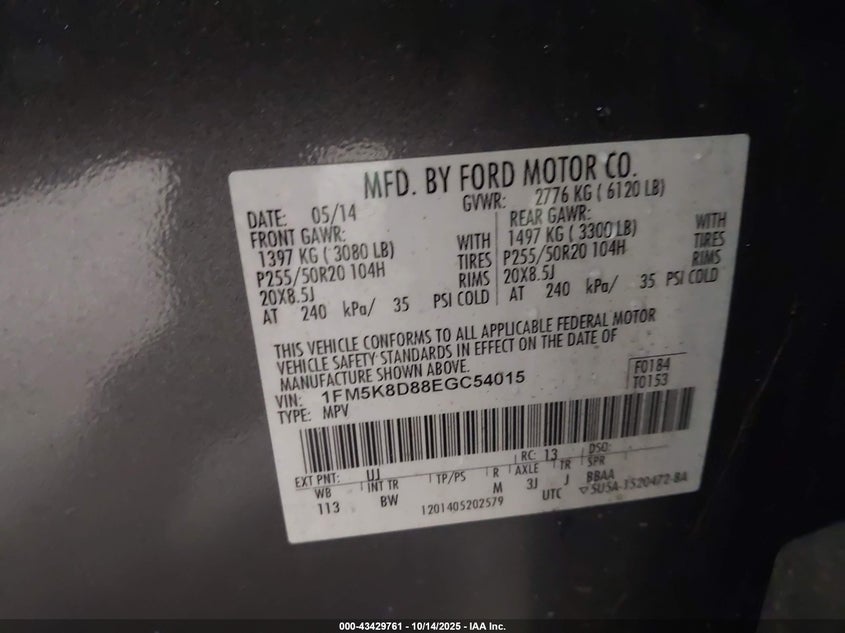 MFD. BY FORD MOTOR CO.
DATE: 05/14 GVWR: 2776 KG ( 6120 LB)
FRONT GAWR: REAR GAWR:
1397 KG ( 3080 LB) WITH 1497 KG ( 3300 LB) WITH
P255/50R20 104H TIRES P255/50R20 104H TIRES
20X8.5J RIMS 20X8.5J RIMS
AT 240 kPa/ 35 PSI COLD AT 240 kPa/ 35 PSI COLD
THIS VEHICLE CONFORMS TO ALL APPLICABLE FEDERAL MOTOR
VEHICLE SAFETY STANDARDS IN EFFECT ON THE DATE OF
MANUFACTURE SHOWN ABOVE.
VIN: 1FM5K8D88EGC54015
TYPE: MPV
F0184
T0153
EXT PNT: UJ RC: 13 DSO:
WB INT TR TP/PS R AXLE TR SPR
113 BW M 3J J BBAA
1201405202579 UTC ▽5U5A-1520472-BA
000-43429761 | 10/14/2025 - IAA Inc.